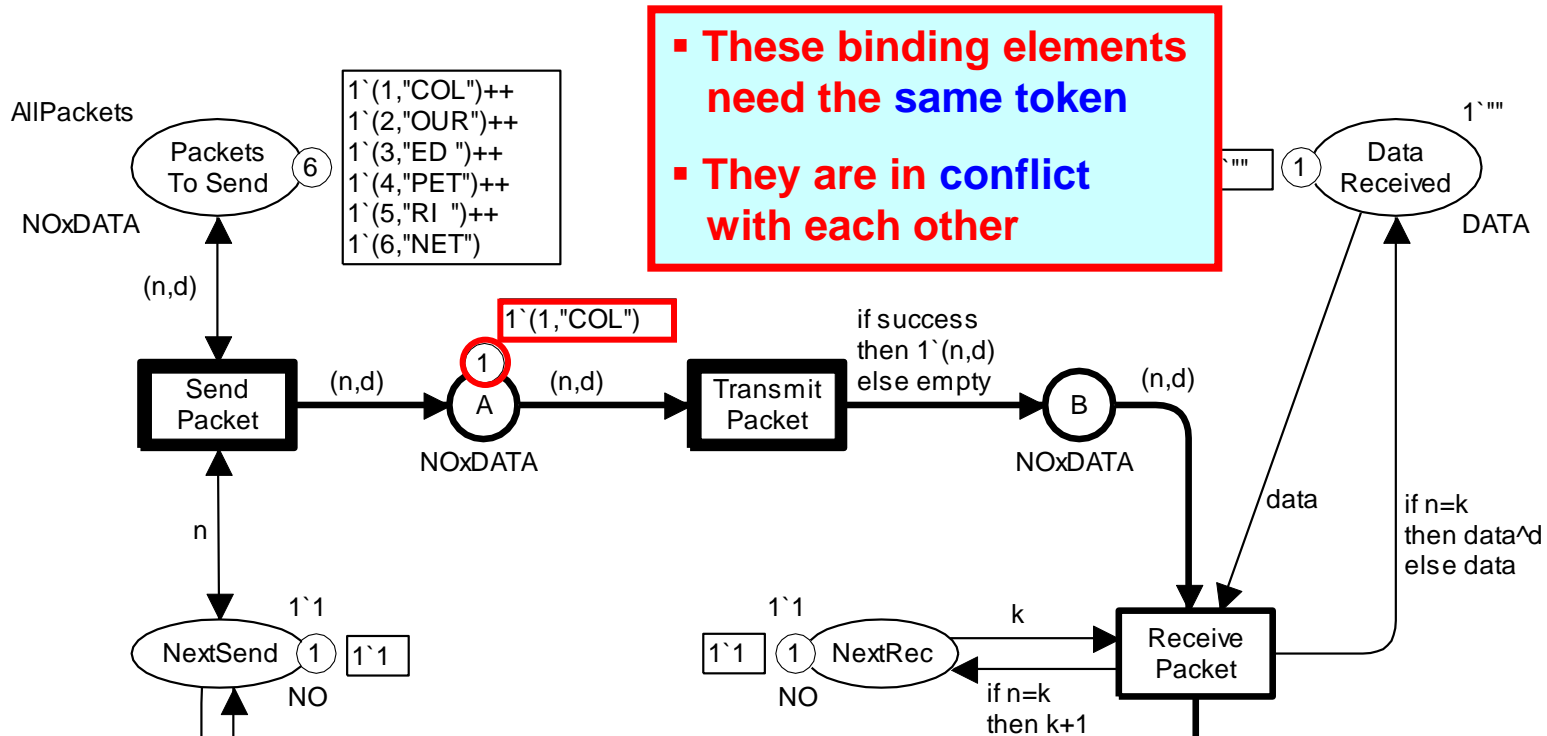 ▪ These binding elements
need the same token
▪ They are in conflict
with each other
AllPackets
Packets
To Send
6
1`(1,"COL")++
1`(2,"OUR")++
1`(3,"ED ")++
1`(4,"PET")++
1`(5,"RI  ")++
1`(6,"NET")
NOxDATA
1`""
`""
1
Data
Received
DATA
(n,d)
1`(1,"COL")
1
if success
then 1`(n,d)
else empty
Send
Packet
(n,d)
A
(n,d)
Transmit
Packet
B
(n,d)
NOxDATA
NOxDATA
n
data
if n=k
then data^d
else data
1`1
NextSend
1
1`1
NO
1`1
1`1
1
NextRec
NO
k
Receive
Packet
if n=k
then k+1